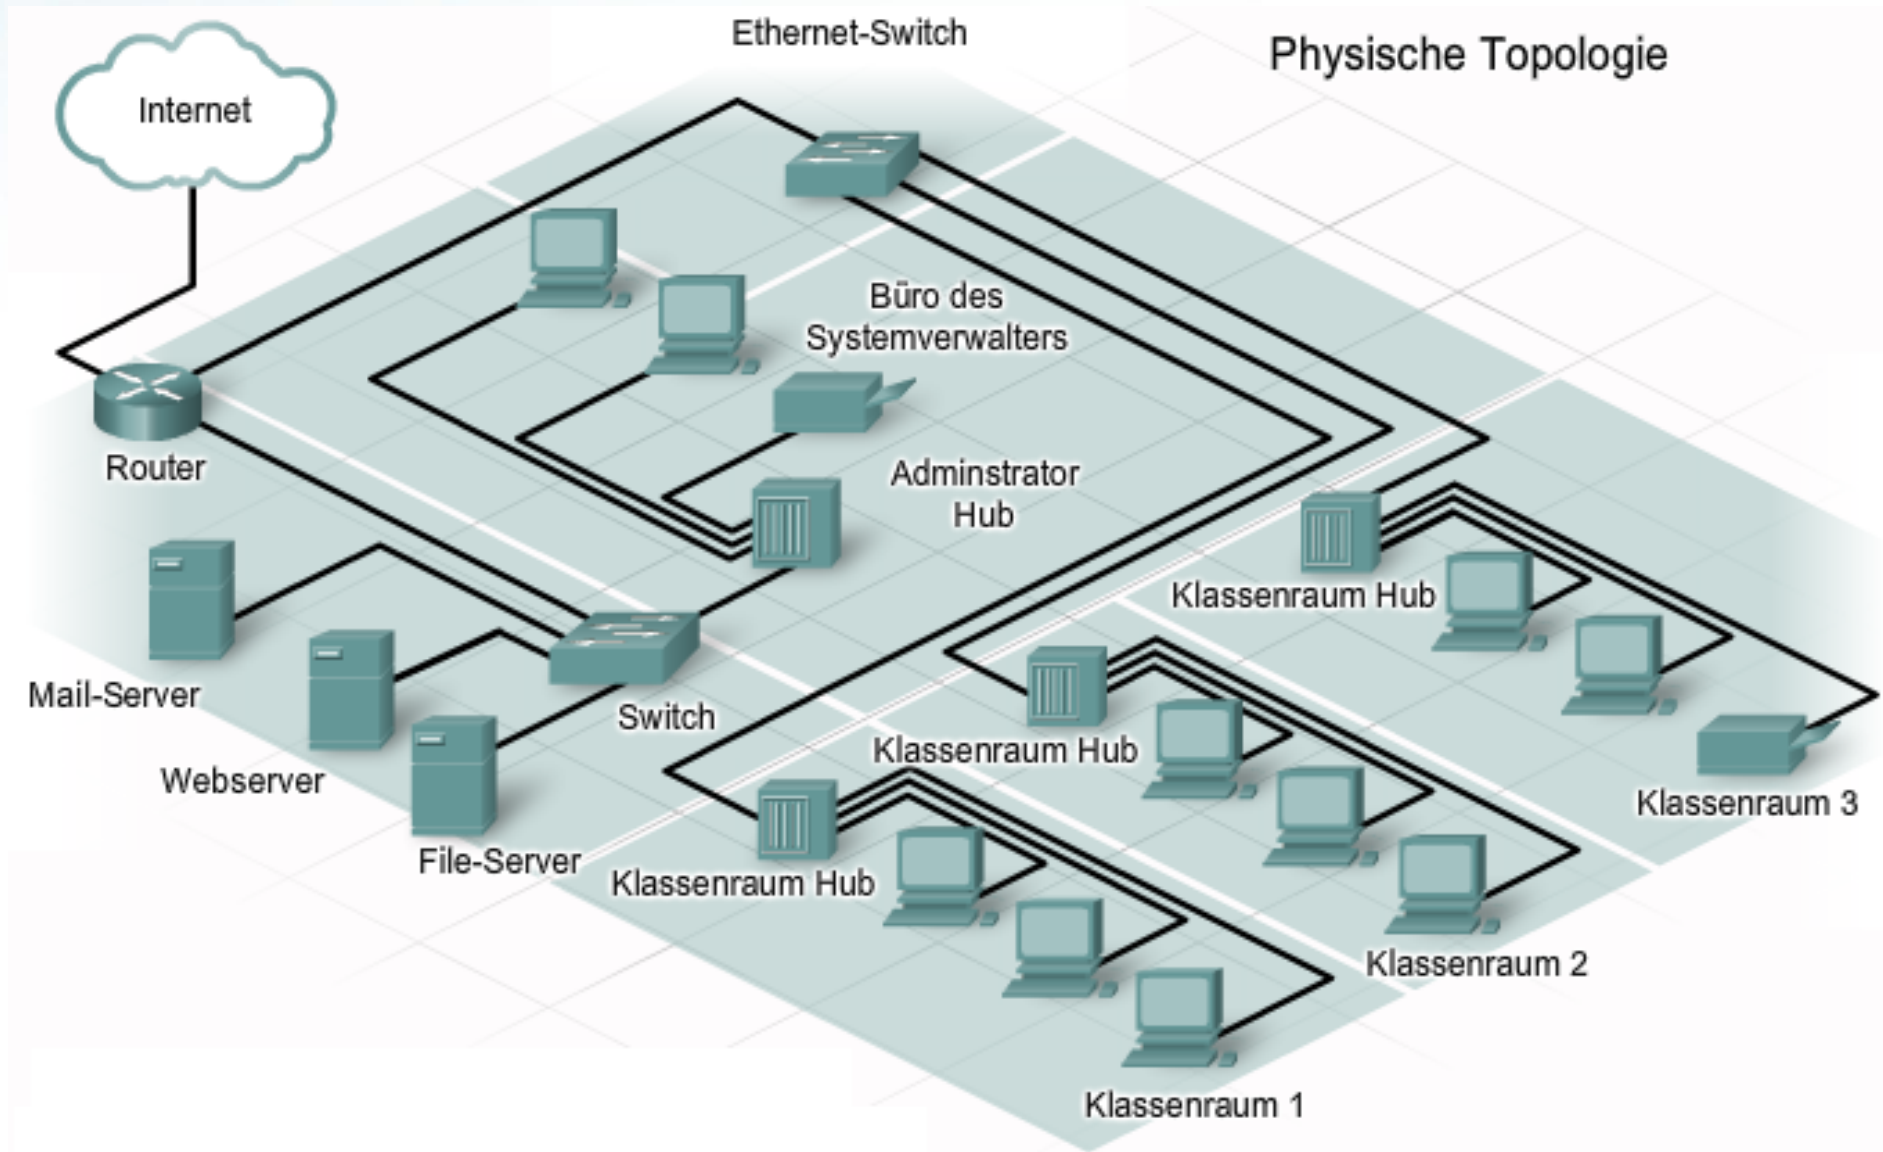 Ethernet-Switch
Physische Topologie
Internet
Büro des
Systemverwalters
Router
Adminstrator
Hub
Klassenraum Hub
Mail-Server
Switch
Klassenraum Hub
Webserver
Klassenraum 3
File-Server
Klassenraum Hub
Klassenraum 2
Klassenraum 1